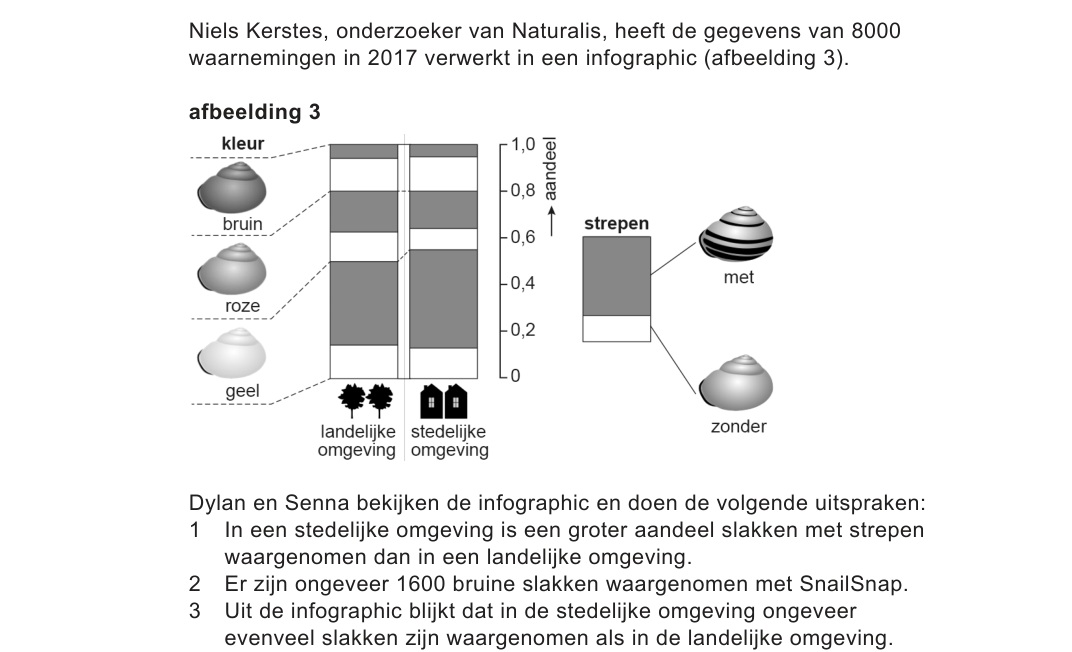 Niels Kerstes, onderzoeker van Naturalis, heeft de gegevens van 8000
waarnemingen in 2017 verwerkt in een infographic (afbeelding 3).
afbeelding 3
kleur
bruin
roze
geel
1,0
0,8
0,6
0,4
0,2
0
aandeel
landelijke
omgeving
stedelijke
omgeving
strepen
met
zonder
Dylan en Senna bekijken de infographic en doen de volgende uitspraken:
1 In een stedelijke omgeving is een groter aandeel slakken met strepen
waargenomen dan in een landelijke omgeving.
2 Er zijn ongeveer 1600 bruine slakken waargenomen met SnailSnap.
3 Uit de infographic blijkt dat in de stedelijke omgeving ongeveer
evenveel slakken zijn waargenomen als in de landelijke omgeving.